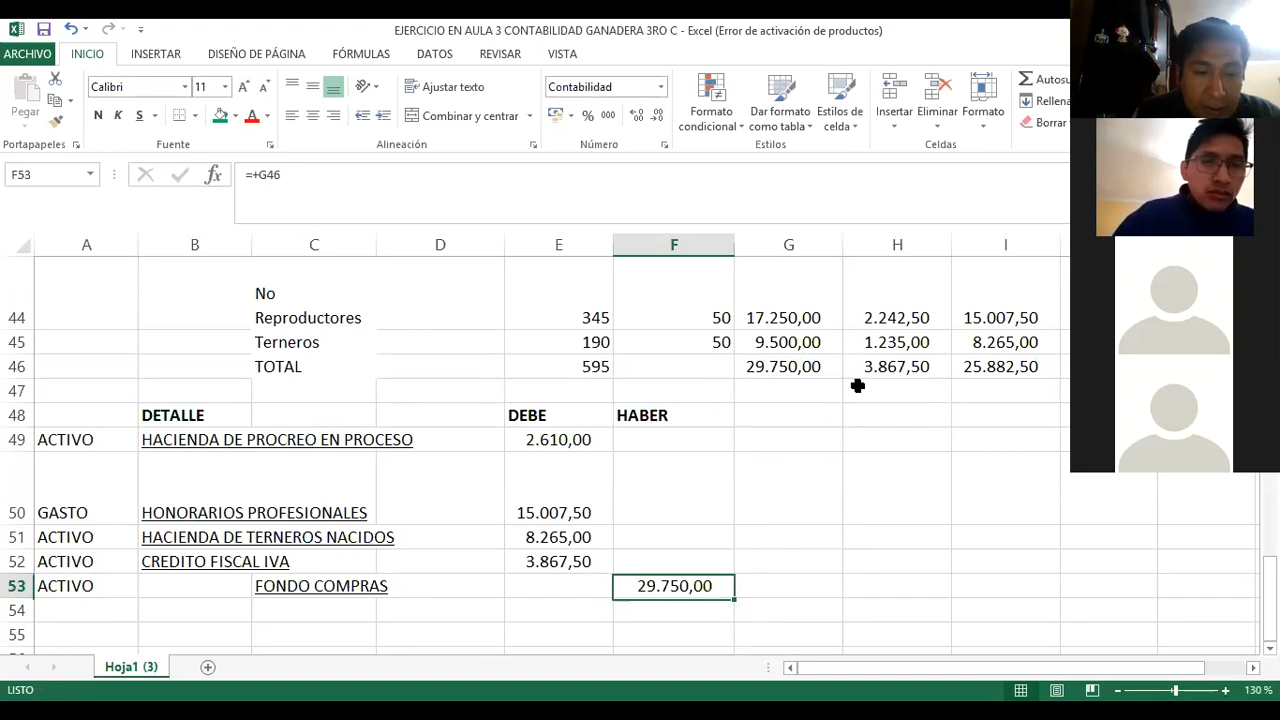 EJERCICIO EN AULA 3 CONTABILIDAD GANADERA 3RO C - Excel (Error de activación de productos)
ARCHIVO INICIO INSERTAR DISEÑO DE PÁGINA FÓRMULAS DATOS REVISAR VISTA
Calibri 11 Ajustar texto Contabilidad Autosu
Pegar N K S Combinar y centrar % 000 Formato condicional Dar formato como tabla Estilos de celda Insertar Eliminar Formato Rellena
Borrar
Portapapeles Fuente Alineación Número Estilos Celdas
F53 fx =+G46
A B C D E F G H I
No
44 Reproductores 345 50 17.250,00 2.242,50 15.007,50
45 Terneros 190 50 9.500,00 1.235,00 8.265,00
46 TOTAL 595 29.750,00 3.867,50 25.882,50
47
48 DETALLE DEBE HABER
49 ACTIVO HACIENDA DE PROCREO EN PROCESO 2.610,00
50 GASTO HONORARIOS PROFESIONALES 15.007,50
51 ACTIVO HACIENDA DE TERNEROS NACIDOS 8.265,00
52 ACTIVO CREDITO FISCAL IVA 3.867,50
53 ACTIVO FONDO COMPRAS 29.750,00
54
55
Hoja1 (3)
LISTO 130 %